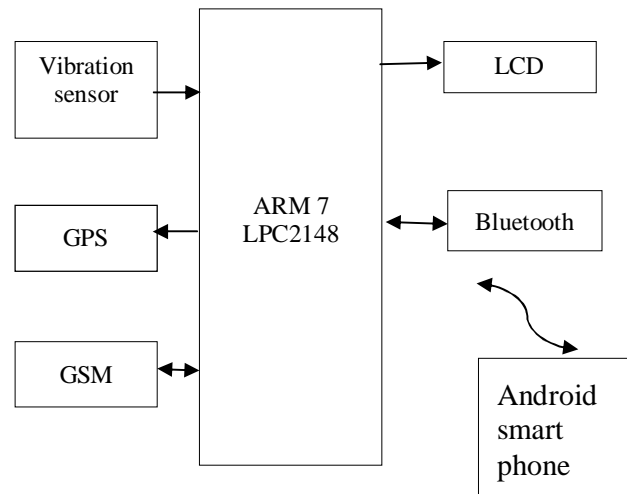 Vibration
sensor
GPS
GSM
ARM 7
LPC2148
LCD
Bluetooth
Android
smart
phone